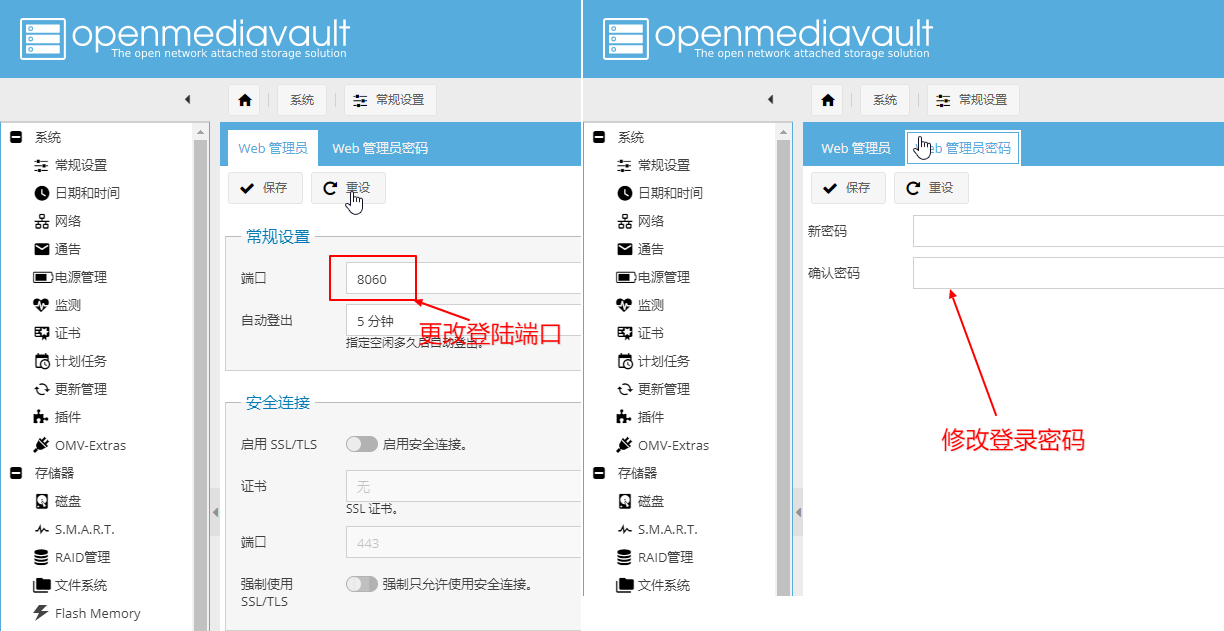 openmediavault
The open network attached storage solution
系统
常规设置
系统
常规设置
日期和时间
网络
通告
电源管理
监测
证书
计划任务
更新管理
插件
OMV-Extras
存储器
磁盘
S.M.A.R.T.
RAID管理
文件系统
Flash Memory
Web 管理员
Web 管理员密码
保存
重设
常规设置
端口
8060
自动登出
5 分钟
更改登陆端口
指定空闲多久后自动登出。
安全连接
启用 SSL/TLS
启用安全连接。
证书
无
SSL 证书。
端口
443
强制使用
SSL/TLS
强制只允许使用安全连接。
openmediavault
The open network attached storage solution
系统
常规设置
系统
常规设置
日期和时间
网络
通告
电源管理
监测
证书
计划任务
更新管理
插件
OMV-Extras
存储器
磁盘
S.M.A.R.T.
RAID管理
文件系统
Web 管理员
eb 管理员密码
保存
重设
新密码
确认密码
修改登录密码